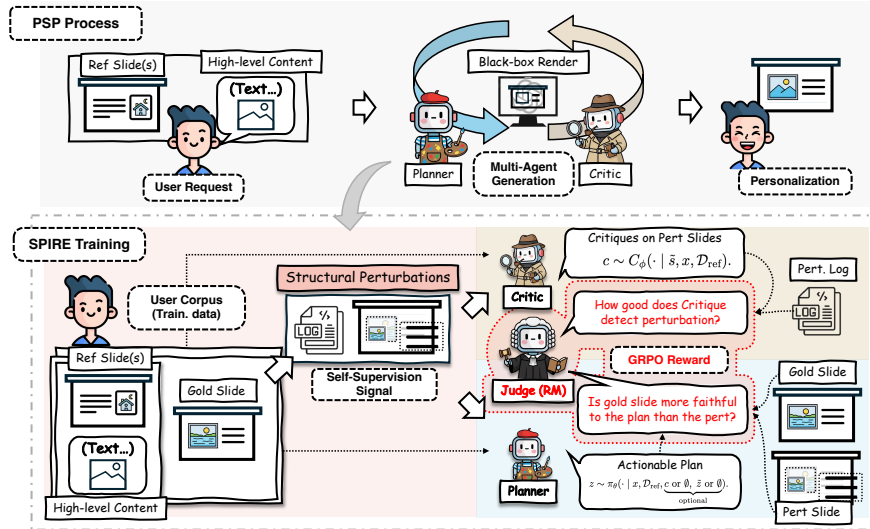 PSP Process
Ref Slide(s)
High-level Content
(Text...)
User Request
Black-box Render
Planner
Multi-Agent
Generation
Critic
Personalization
SPIRE Training
User Corpus
(Train. data)
Ref Slide(s)
Gold Slide
(Text...)
High-level Content
Structural Perturbations
LOG
Self-Supervision
Signal
Critic
Critiques on Pert Slides
c ∼ C_ϕ(· | s̃, x, 𝒟_ref).
Pert. Log
LOG
How good does Critique
detect perturbation?
GRPO Reward
Judge (RM)
Is gold slide more faithful
to the plan than the pert?
Gold Slide
Pert Slide
Planner
Actionable Plan
z ∼ π_θ(· | x, 𝒟_ref, c or ∅, z̃ or ∅).
optional